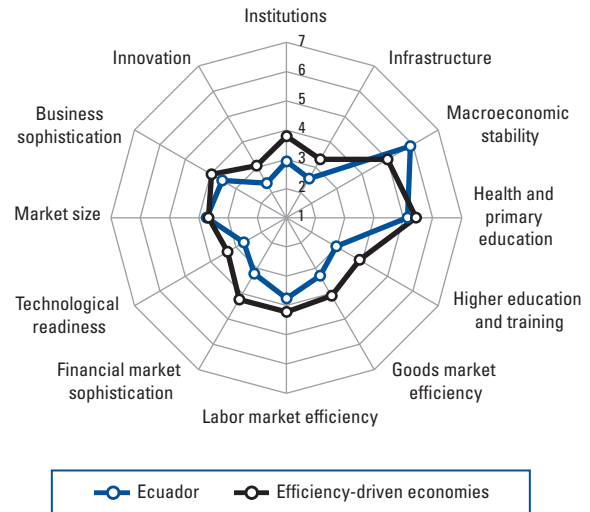 Institutions
7
6
5
4
3
2
1
Innovation
Infrastructure
Business
sophistication
Macroeconomic
stability
Market size
Health and
primary
education
Technological
readiness
Higher education
and training
Financial market
sophistication
Goods market
efficiency
Labor market efficiency
Ecuador
Efficiency-driven economies